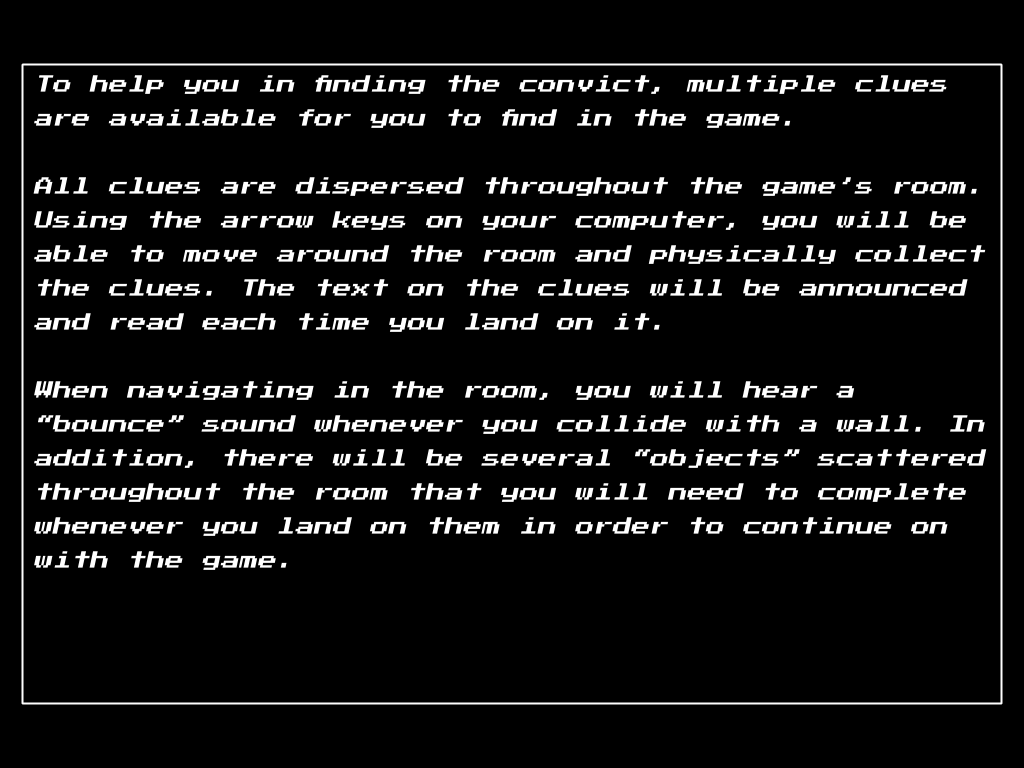 To help you in finding the convict, multiple clues
are available for you to find in the game.
All clues are dispersed throughout the game's room.
Using the arrow keys on your computer, you will be
able to move around the room and physically collect
the clues. The text on the clues will be announced
and read each time you land on it.
When navigating in the room, you will hear a
“bounce” sound whenever you collide with a wall. In
addition, there will be several “objects” scattered
throughout the room that you will need to complete
whenever you land on them in order to continue on
with the game.